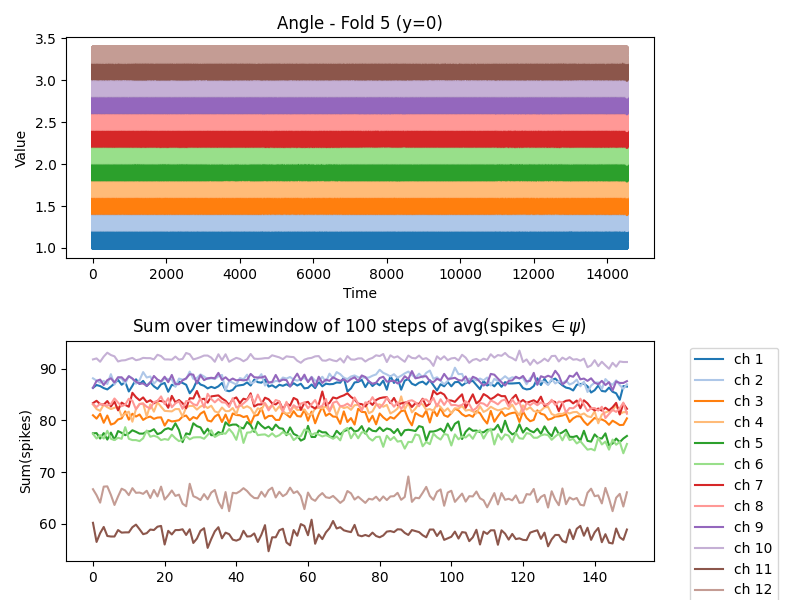 Angle - Fold 5 (y=0)
3.5
3.0
2.5
2.0
1.5
1.0
Value
0 2000 4000 6000 8000 10000 12000 14000
Time
Sum over timewindow of 100 steps of avg(spikes ∈ ψ)
90
80
70
60
Sum(spikes)
0 20 40 60 80 100 120 140
ch 1
ch 2
ch 3
ch 4
ch 5
ch 6
ch 7
ch 8
ch 9
ch 10
ch 11
ch 12